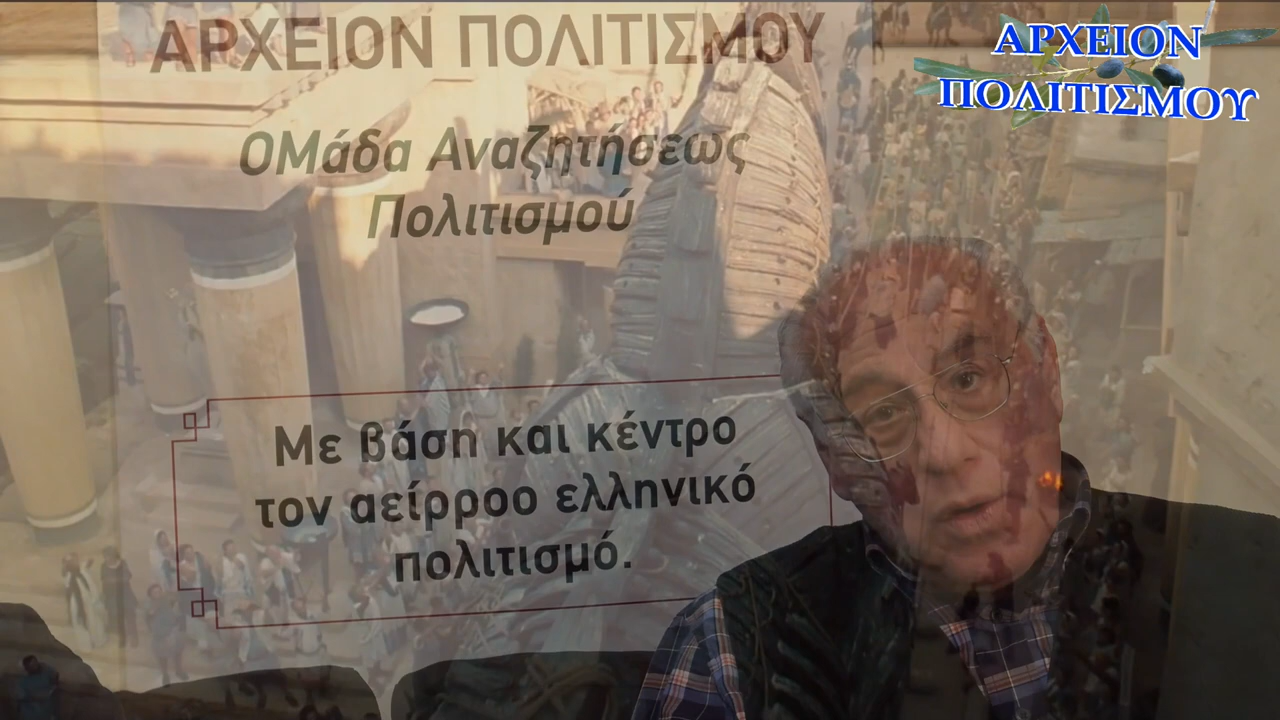 ΑΡΧΕΙΟΝ ΠΟΛΙΤΙΣΜΟΥ
ΟΜάδα Αναζητήσεως
Πολιτισμού
Με βάση και κέντρο
τον αείρροο ελληνικό
πολιτισμό.
ΑΡΧΕΙΟΝ
ΠΟΛΙΤΙΣΜΟΥ